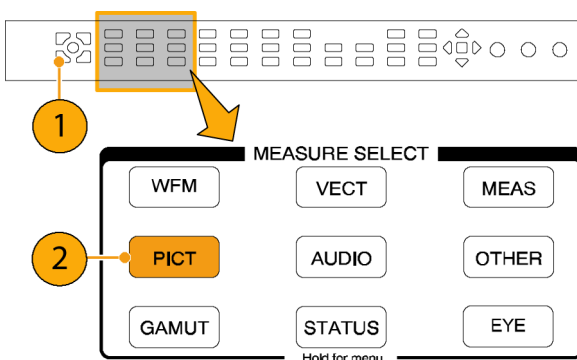 1
MEASURE SELECT
WFM VECT MEAS
2 PICT AUDIO OTHER
GAMUT STATUS EYE
Hold for menu